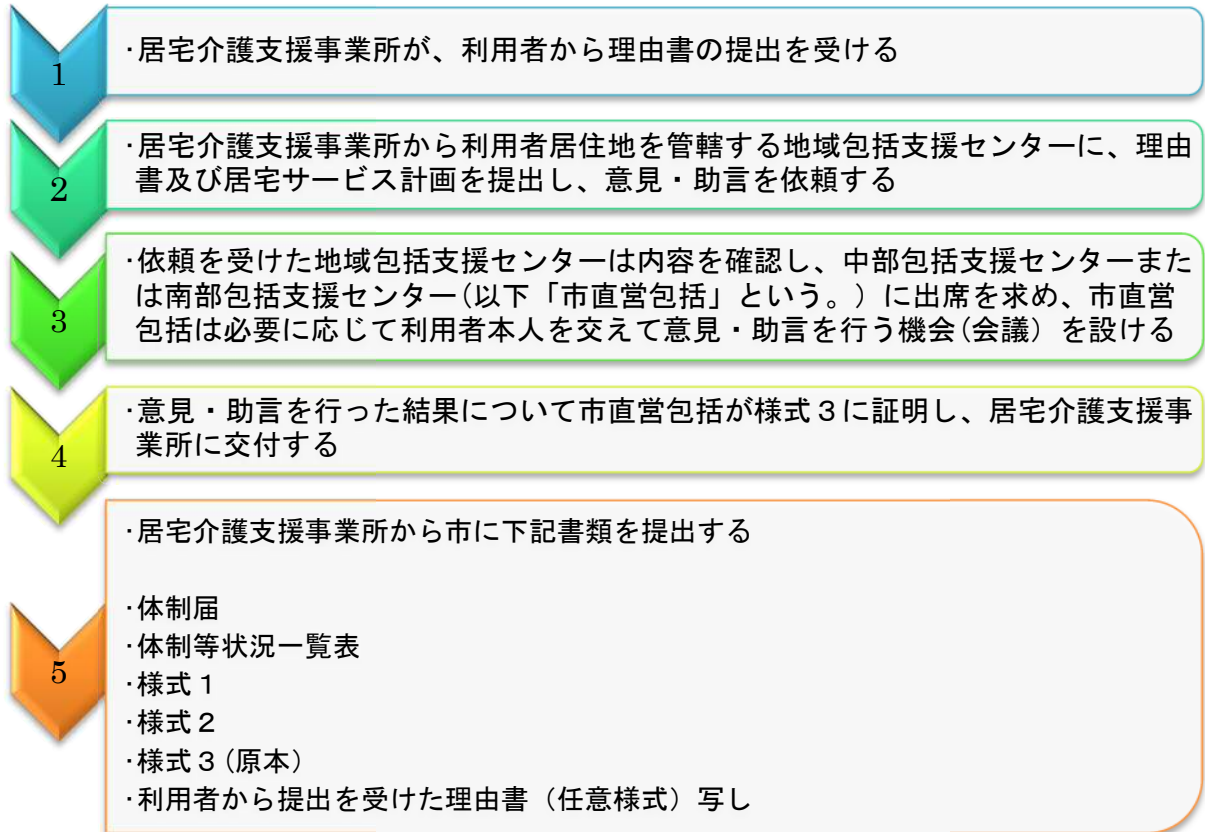 1
·居宅介護支援事業所が、利用者から理由書の提出を受ける
2
·居宅介護支援事業所から利用者居住地を管轄する地域包括支援センターに、理由
書及び居宅サービス計画を提出し、意見・助言を依頼する
3
·依頼を受けた地域包括支援センターは内容を確認し、中部包括支援センターまた
は南部包括支援センター(以下「市直営包括」という。)に出席を求め、市直営
包括は必要に応じて利用者本人を交えて意見・助言を行う機会(会議)を設ける
4
·意見・助言を行った結果について市直営包括が様式3に証明し、居宅介護支援事
業所に交付する
5
·居宅介護支援事業所から市に下記書類を提出する
·体制届
·体制等状況一覧表
·様式1
·様式2
·様式3(原本)
·利用者から提出を受けた理由書(任意様式)写し